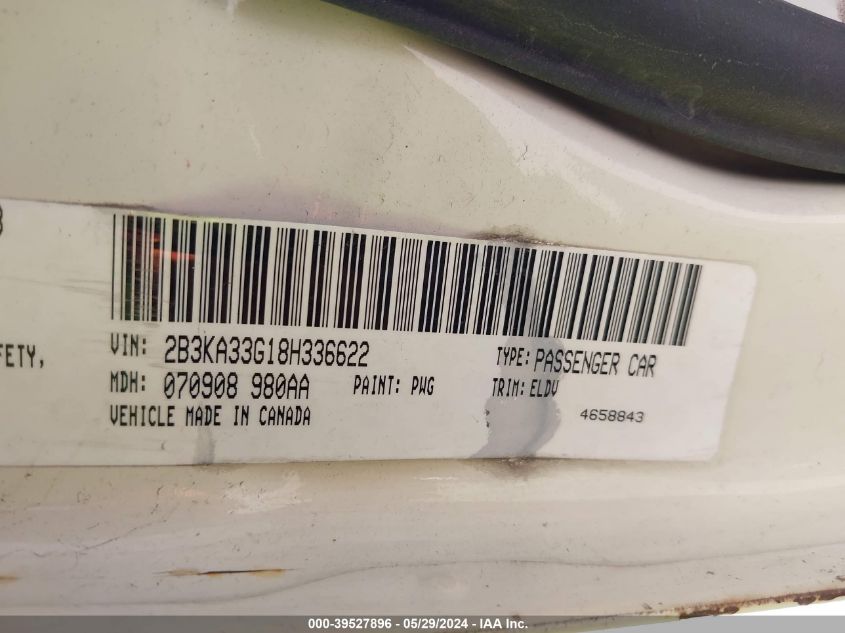 FETY,
VIN: 2B3KA33G18H336622 TYPE: PASSENGER CAR
MDH: 070908 980AA PAINT: PWG TRIM: ELDV
VEHICLE MADE IN CANADA 4658843
000-39527896 - 05/29/2024 - IAA Inc.